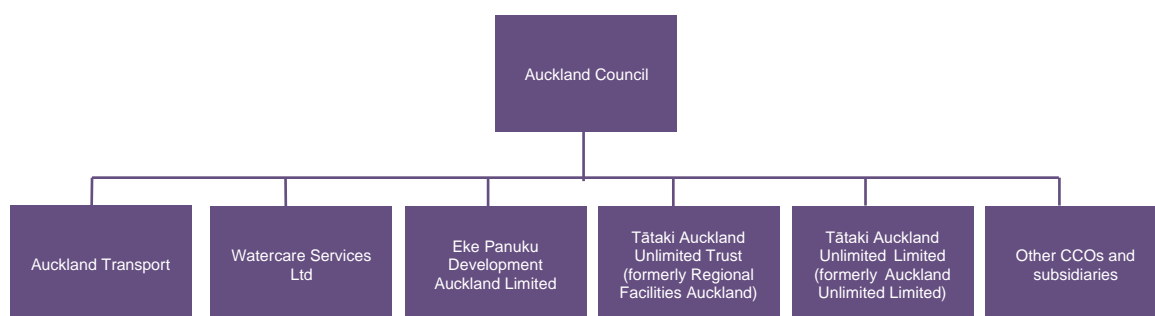 Auckland Council
Auckland Transport
Watercare Services
Ltd
Eke Panuku
Development
Auckland Limited
Tātaki Auckland
Unlimited Trust
(formerly Regional
Facilities Auckland)
Tātaki Auckland
Unlimited Limited
(formerly Auckland
Unlimited Limited)
Other CCOs and
subsidiaries